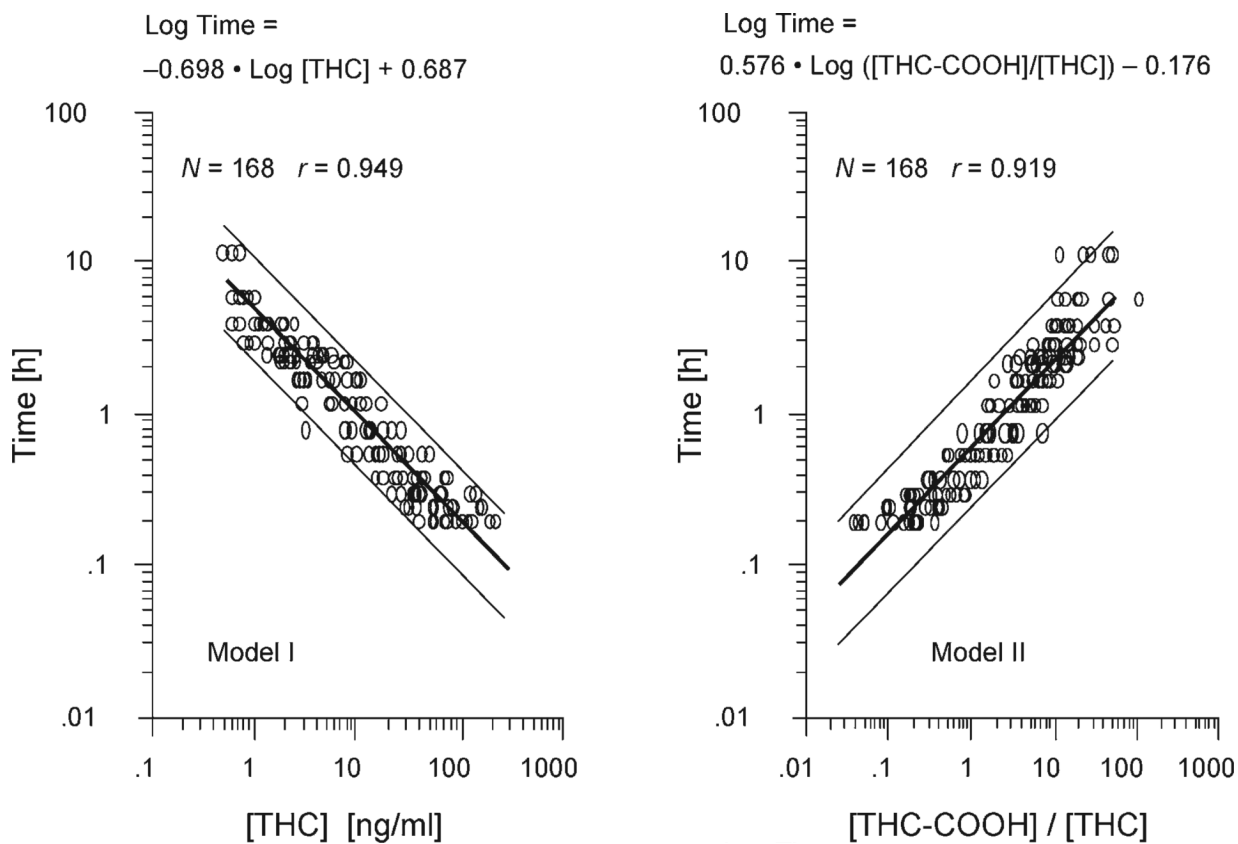 Log Time =
–0.698 • Log [THC] + 0.687
100
N = 168 r = 0.949
10
1
.1
.01
Time [h]
Model I
.1 1 10 100 1000
[THC] [ng/ml]
Log Time =
0.576 • Log ([THC-COOH]/[THC]) – 0.176
100
N = 168 r = 0.919
10
1
.1
.01
Time [h]
Model II
.01 .1 1 10 100 1000
[THC-COOH] / [THC]